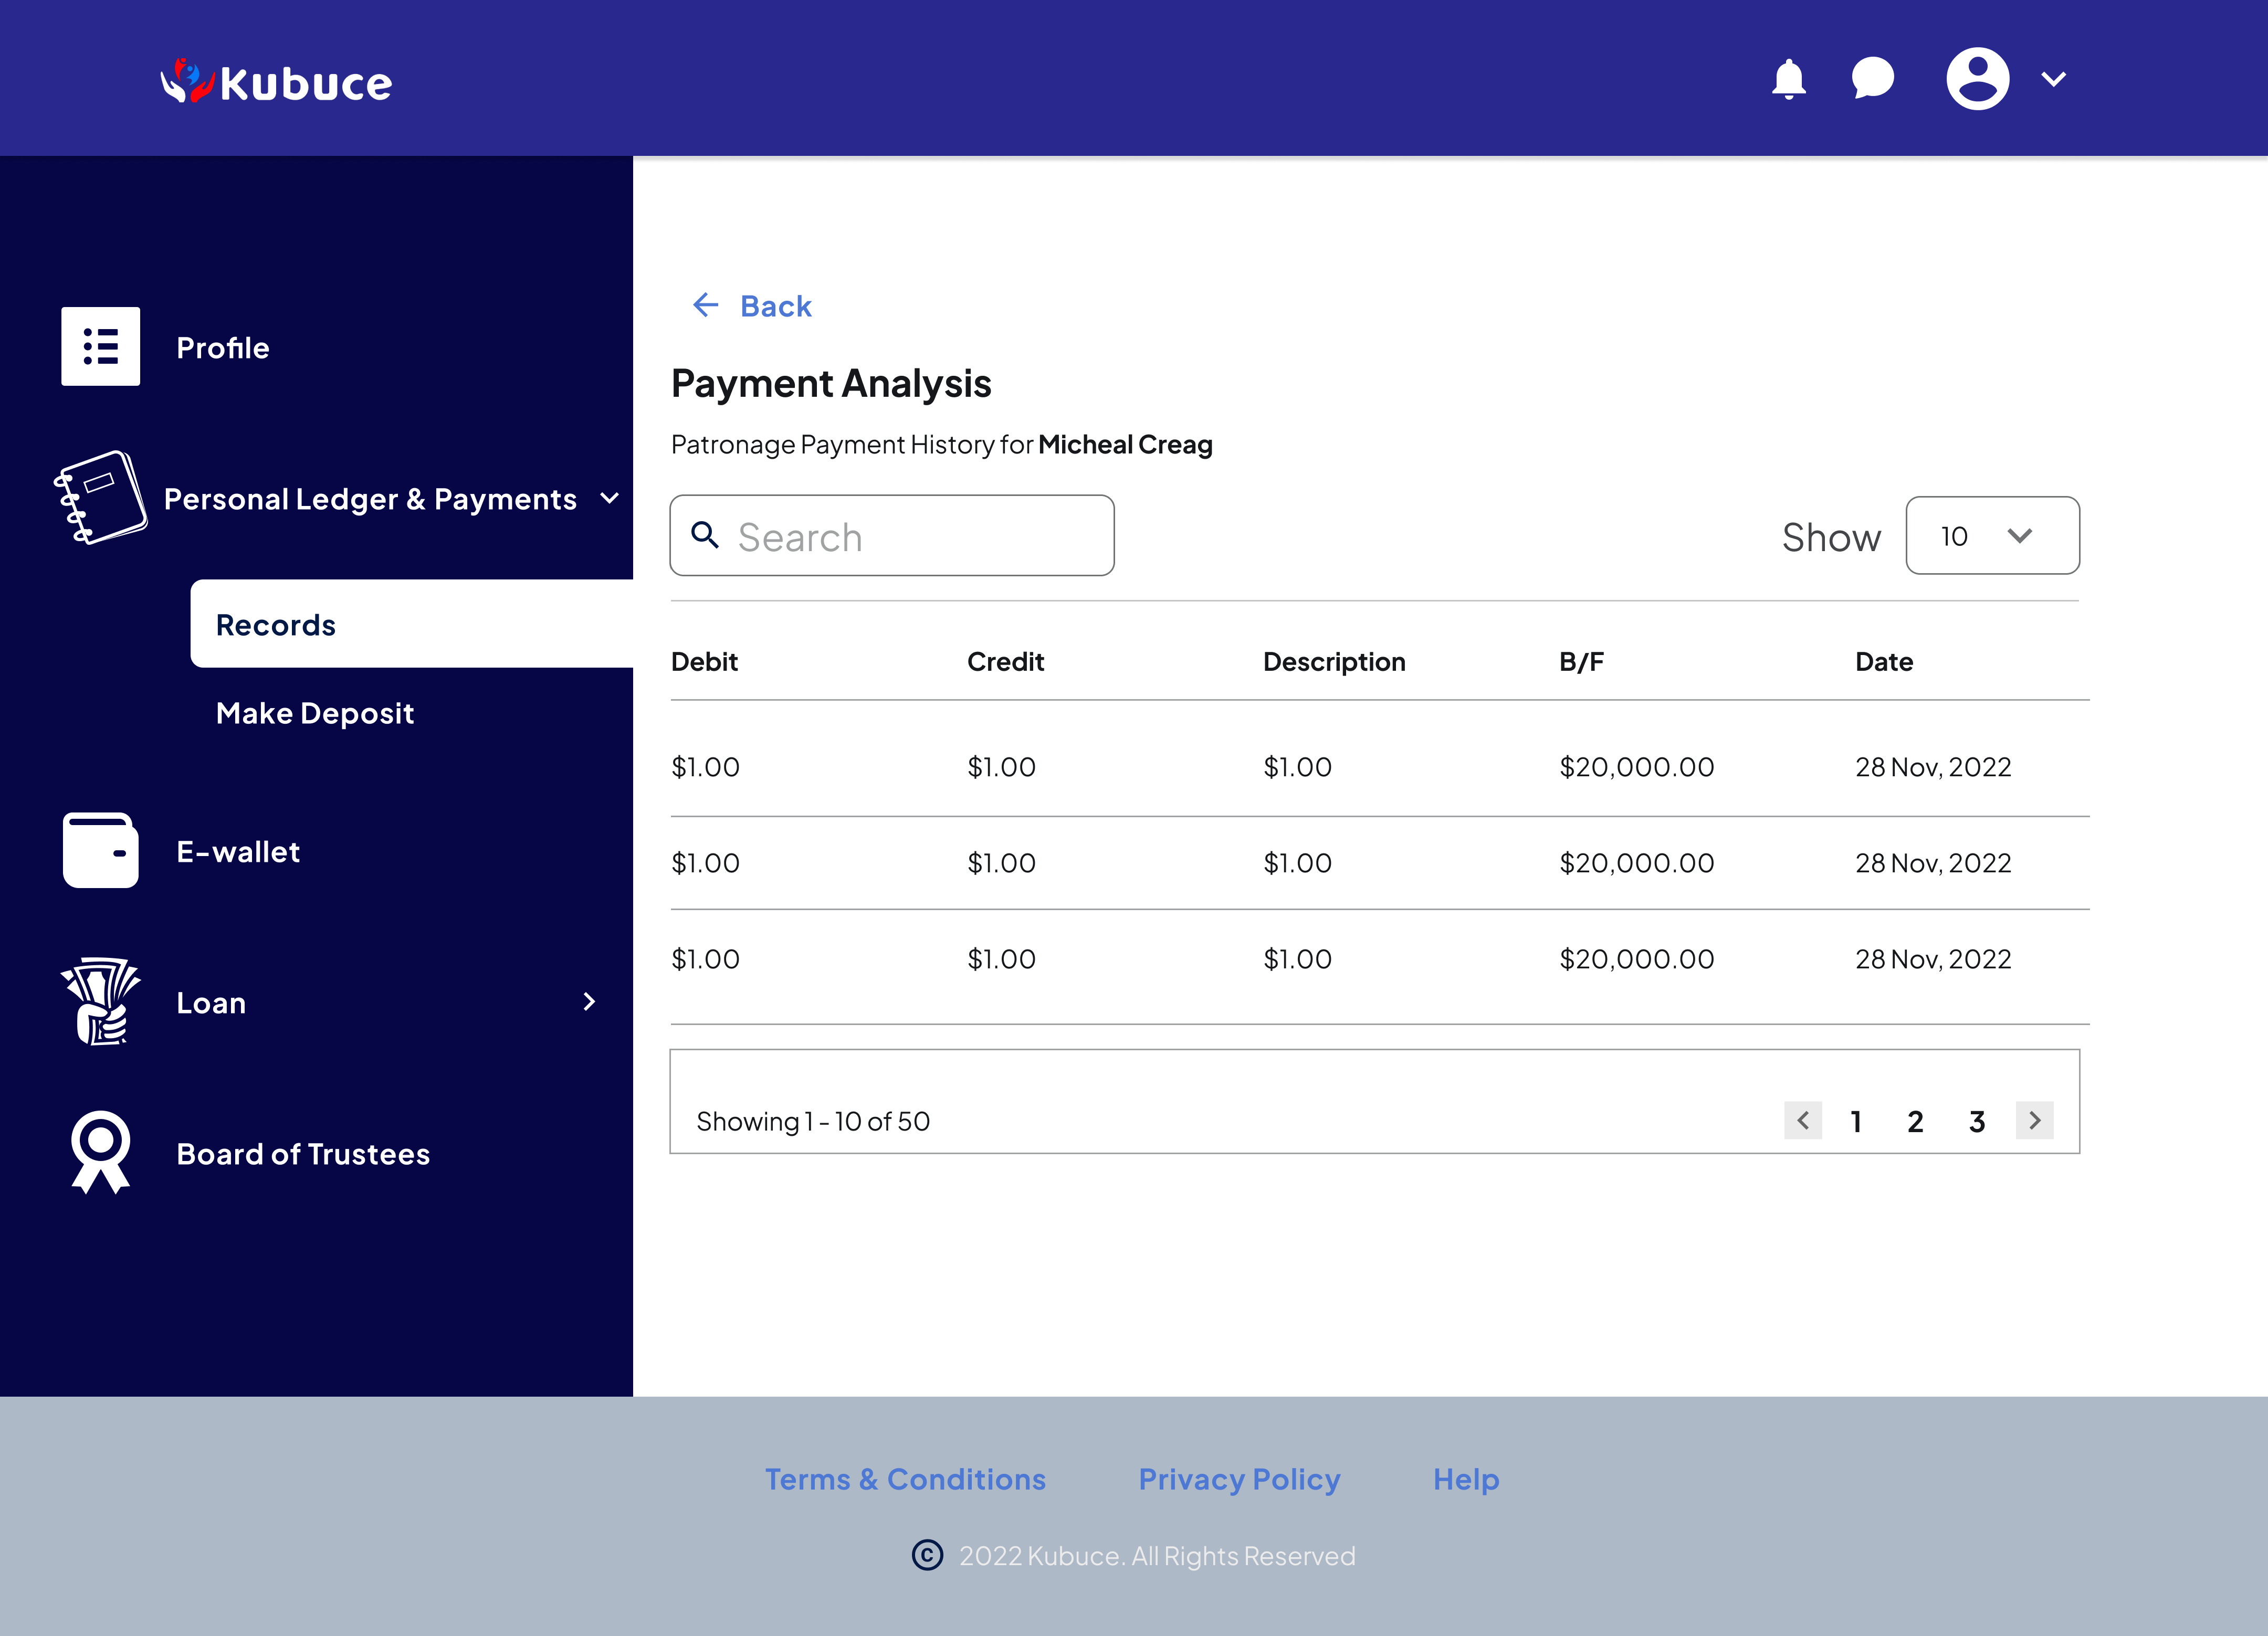 Kubuce
Profile
Personal Ledger & Payments
Records
Make Deposit
E-wallet
Loan
Board of Trustees
Back
Payment Analysis
Patronage Payment History for Micheal Creag
Search
Show 10
Debit Credit Description B/F Date
$1.00 $1.00 $1.00 $20,000.00 28 Nov, 2022
$1.00 $1.00 $1.00 $20,000.00 28 Nov, 2022
$1.00 $1.00 $1.00 $20,000.00 28 Nov, 2022
Showing 1 - 10 of 50 1 2 3
Terms & Conditions Privacy Policy Help
© 2022 Kubuce. All Rights Reserved